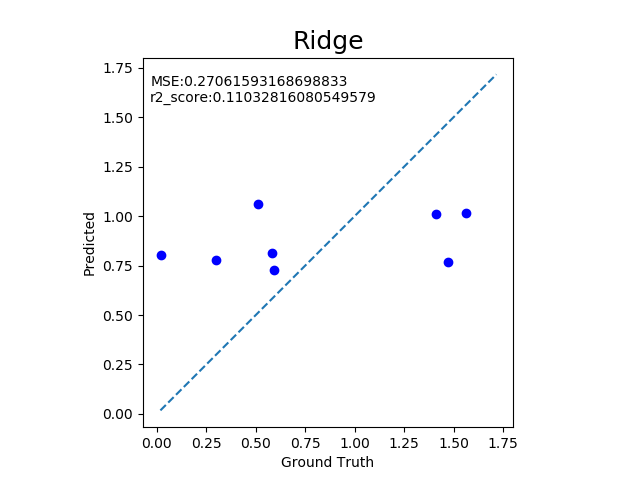 Ridge
MSE:0.27061593168698833
r2_score:0.11032816080549579
1.75
1.50
1.25
1.00
0.75
0.50
0.25
0.00
Predicted
0.00 0.25 0.50 0.75 1.00 1.25 1.50 1.75
Ground Truth